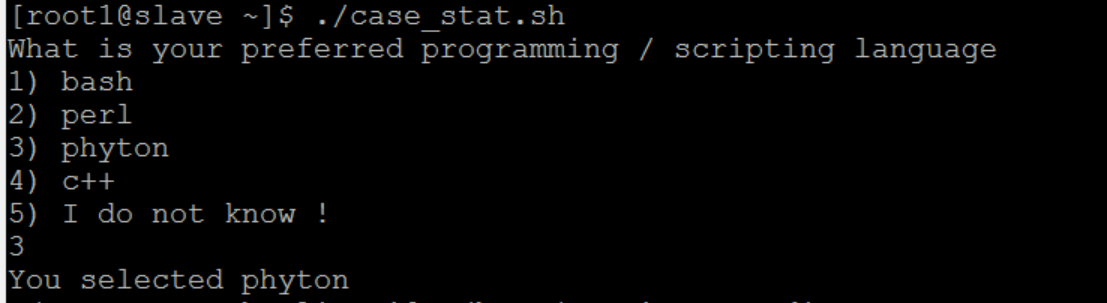 [root1@slave ~]$ ./case_stat.sh
What is your preferred programming / scripting language
1) bash
2) perl
3) phyton
4) c++
5) I do not know !
3
You selected phyton